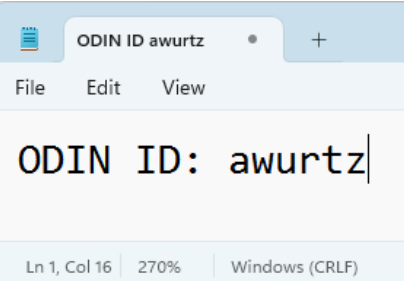 ODIN ID awurtz
File Edit View
ODIN ID: awurtz
Ln 1, Col 16 270% Windows (CRLF)